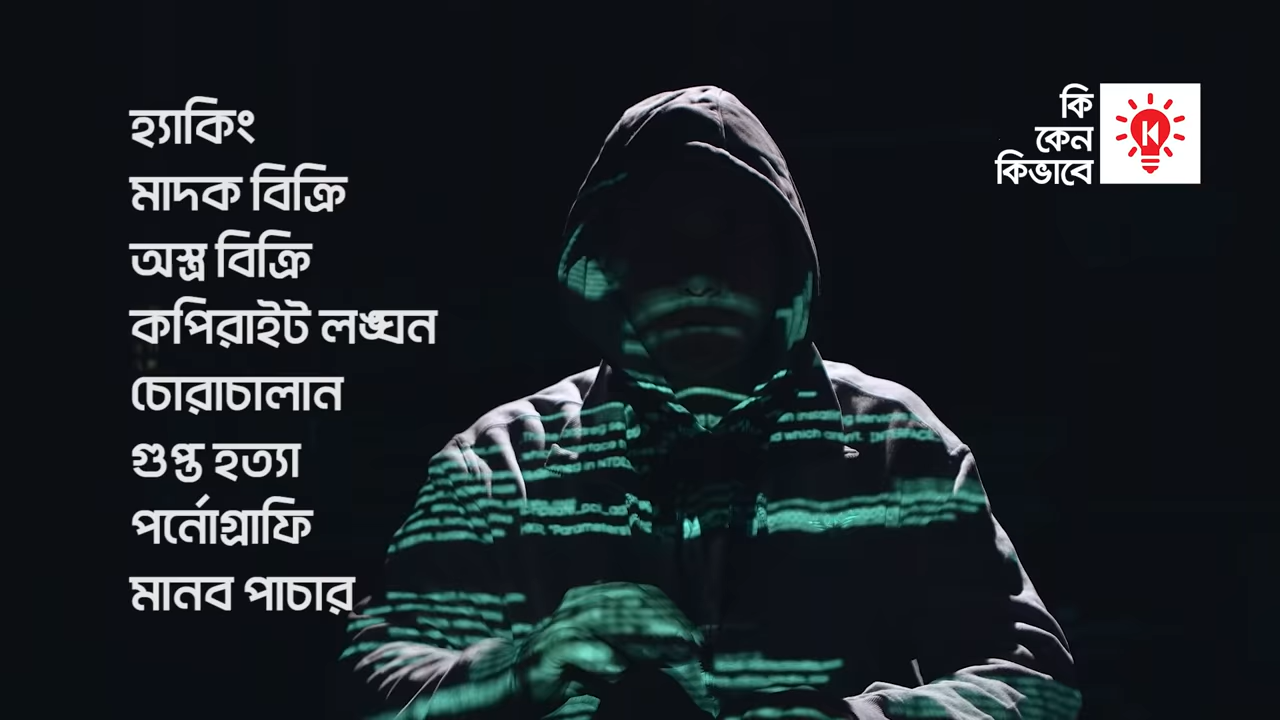 হ্যাকিং
মাদক বিক্রি
অস্ত্র বিক্রি
কপিরাইট লঙ্ঘন
চোরাচালান
গুপ্ত হত্যা
পর্নোগ্রাফি
মানব পাচার
কি
কেন
কিভাবে
K